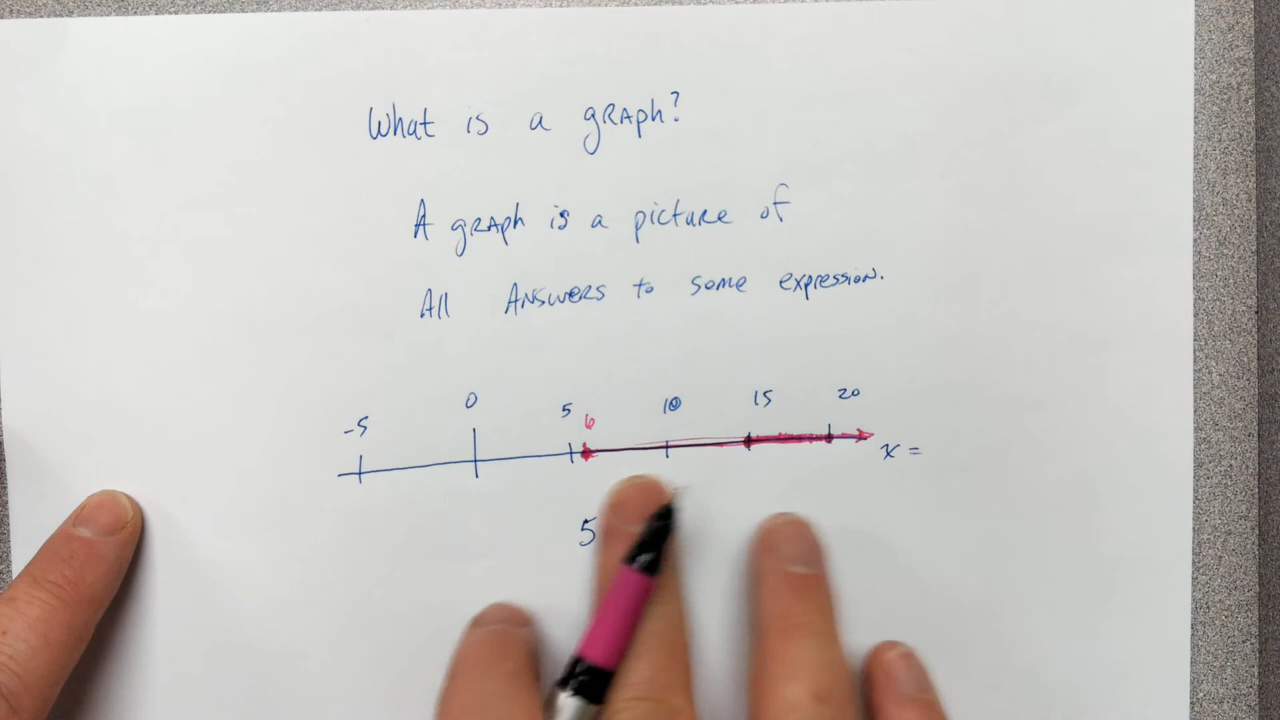 What is a graph?
A graph is a picture of
All Answers to some expression.
-5 0 5 6 10 15 20
x =
5